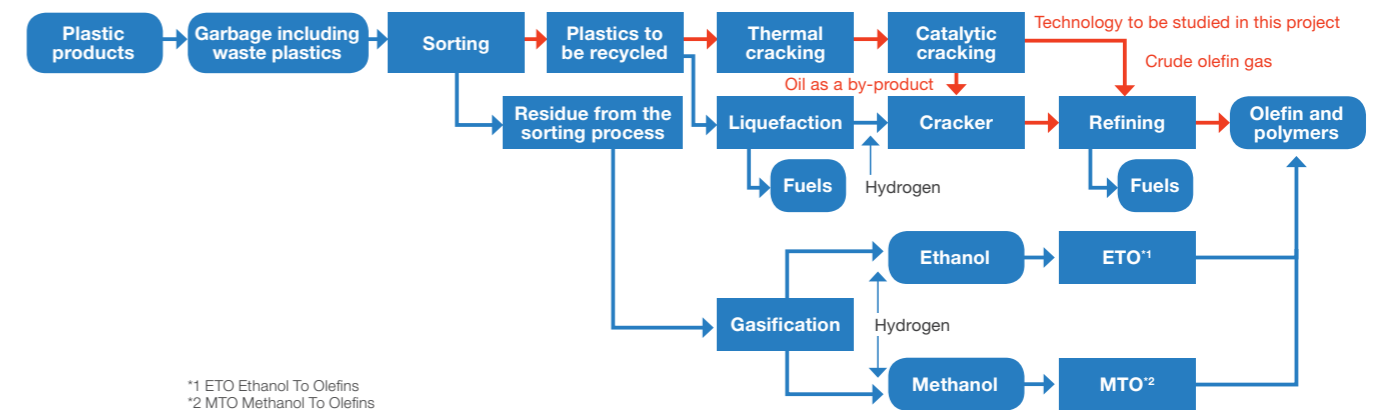 Plastic
products
Garbage including
waste plastics
Sorting
Plastics to
be recycled
Thermal
cracking
Catalytic
cracking
Technology to be studied in this project
Crude olefin gas
Oil as a by-product
Residue from the
sorting process
Liquefaction
Cracker
Refining
Olefin and
polymers
Fuels
Hydrogen
Fuels
Ethanol
ETO*1
Gasification
Hydrogen
Methanol
MTO*2
*1 ETO Ethanol To Olefins
*2 MTO Methanol To Olefins